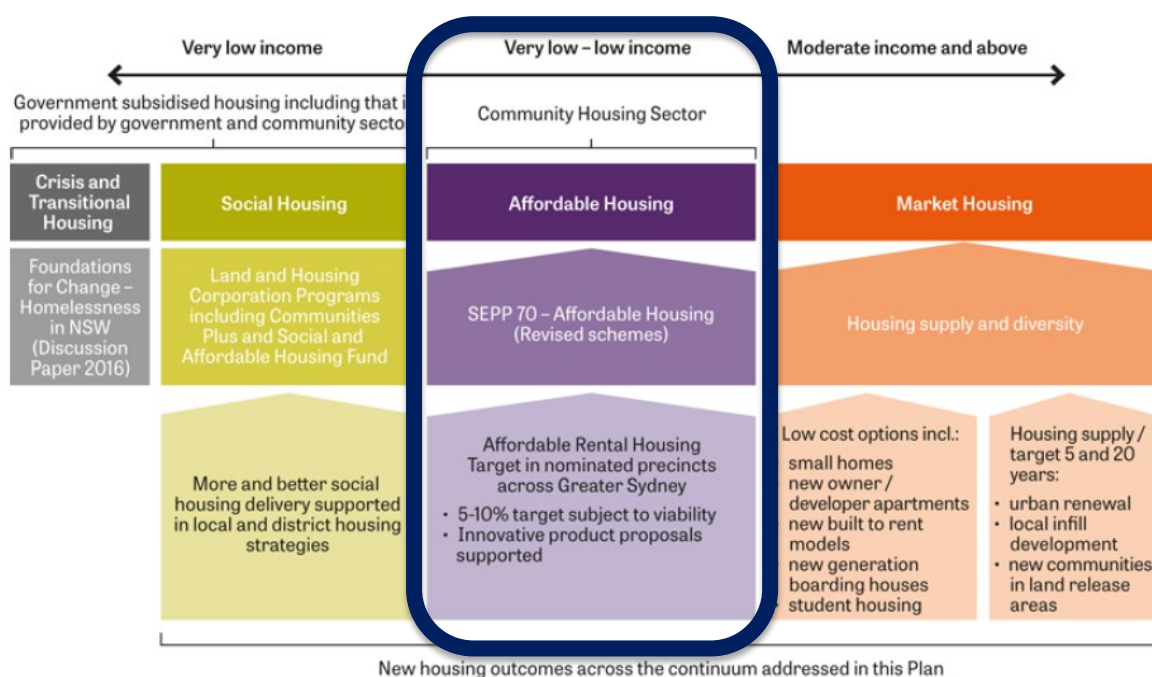 Very low income
Very low – low income
Moderate income and above
Government subsidised housing including that i
provided by government and community sector
Community Housing Sector
Crisis and
Transitional
Housing
Social Housing
Affordable Housing
Market Housing
Foundations
for Change –
Homelessness
in NSW
(Discussion
Paper 2016)
Land and Housing
Corporation Programs
including Communities
Plus and Social and
Affordable Housing Fund
SEPP 70 – Affordable Housing
(Revised schemes)
Housing supply and diversity
More and better social
housing delivery supported
in local and district housing
strategies
Affordable Rental Housing
Target in nominated precincts
across Greater Sydney
• 5-10% target subject to viability
• Innovative product proposals
supported
Low cost options incl.:
• small homes
• new owner /
developer apartments
• new built to rent
models
• new generation
boarding houses
• student housing
Housing supply /
target 5 and 20
years:
• urban renewal
• local infill
development
• new communities
in land release
areas
New housing outcomes across the continuum addressed in this Plan